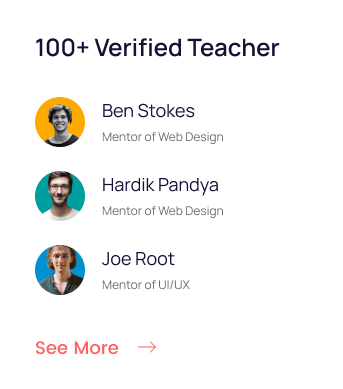 100+ Verified Teacher
Ben Stokes
Mentor of Web Design
Hardik Pandya
Mentor of Web Design
Joe Root
Mentor of UI/UX
See More